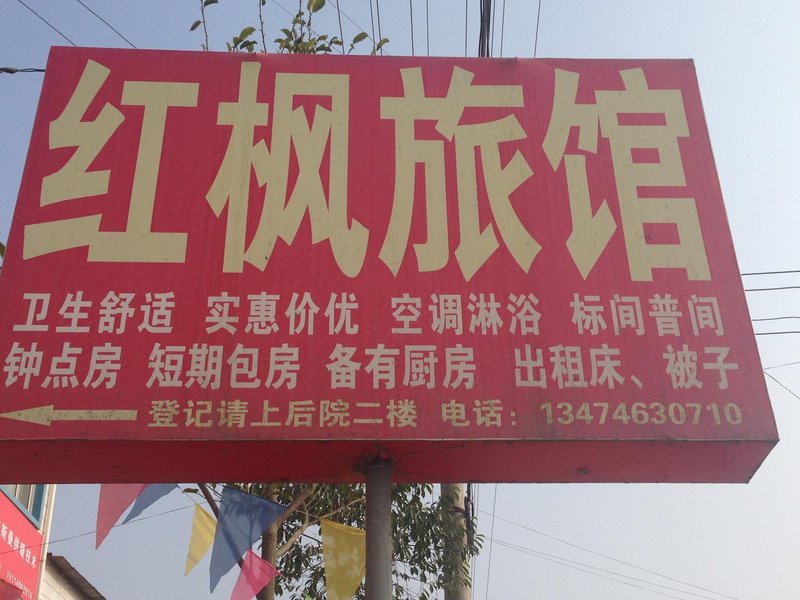 红枫旅馆
卫生舒适 实惠价优 空调淋浴 标间普间
钟点房 短期包房 备有厨房 出租床、被子
登记请上后院二楼 电话：13474630710